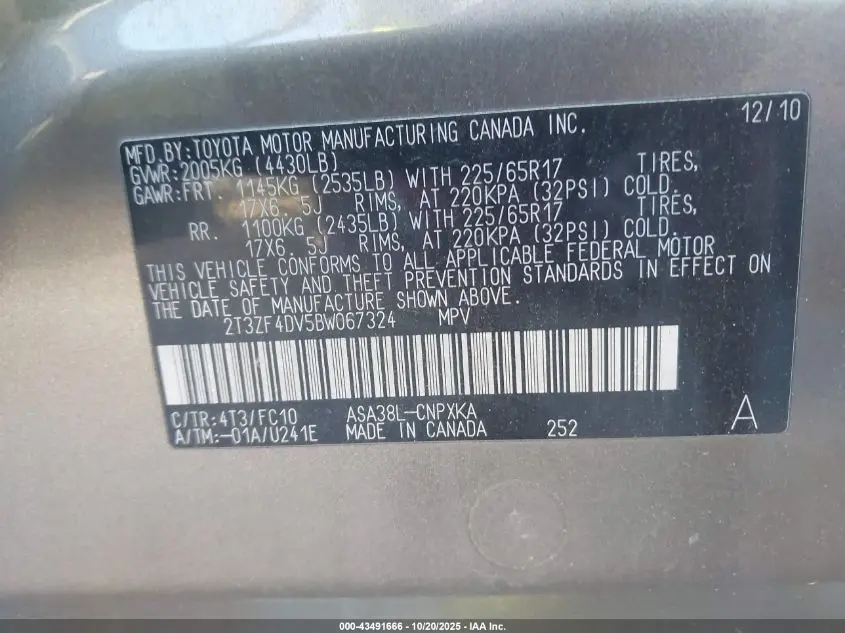 12/10
MFD.BY:TOYOTA MOTOR MANUFACTURING CANADA INC.
GVWR:2005KG (4430LB)
GAWR:FRT. 1145KG (2535LB) WITH 225/65R17 TIRES,
17X6. 5J RIMS, AT 220KPA (32PSI) COLD.
RR. 1100KG (2435LB) WITH 225/65R17 TIRES,
17X6. 5J RIMS, AT 220KPA (32PSI) COLD.
THIS VEHICLE CONFORMS TO ALL APPLICABLE FEDERAL MOTOR
VEHICLE SAFETY AND THEFT PREVENTION STANDARDS IN EFFECT ON
THE DATE OF MANUFACTURE SHOWN ABOVE.
2T3ZF4DV5BW067324 MPV
C/TR:4T3/FC10 ASA38L-CNPXKA
A/TM:-01A/U241E MADE IN CANADA 252 A
000-43491666 - 10/20/2025 - IAA Inc.